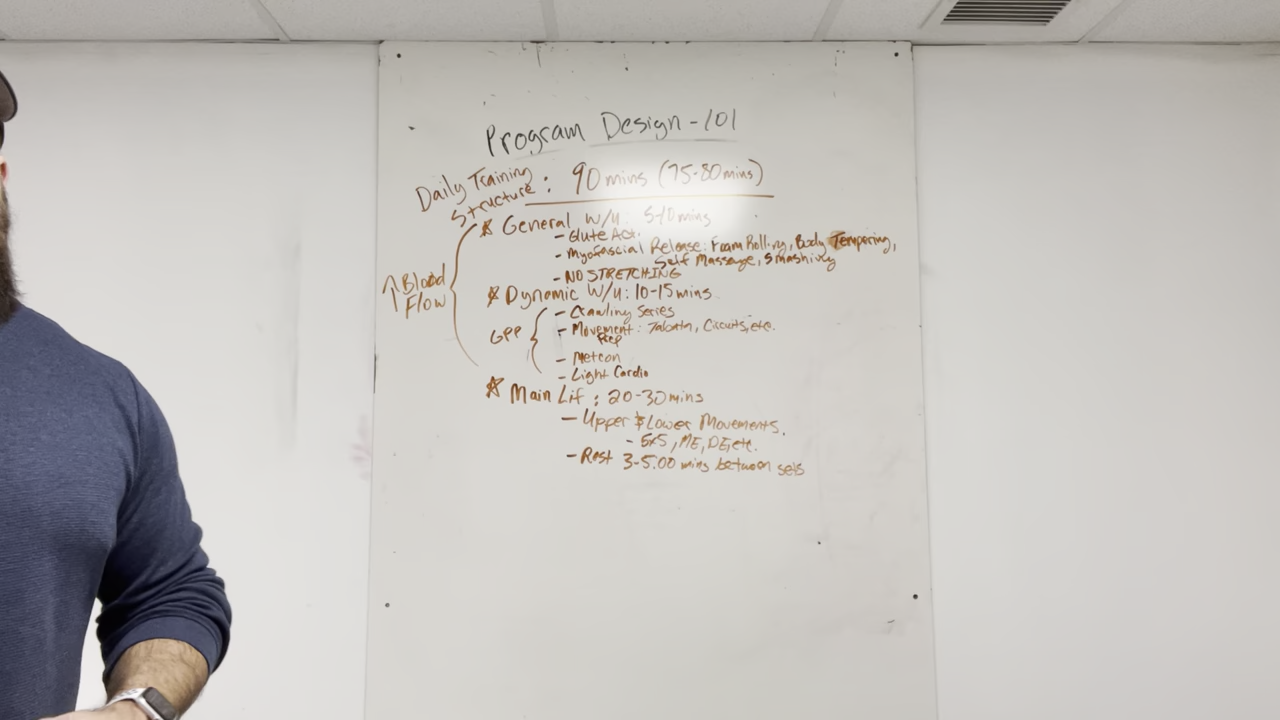 Program Design - 101
Daily Training Structure: 90 mins (75-80 mins)
General W/U: 5-10 mins
- Glute Act.
- Myofascial Release: Foam Rolling, Body Tempering,
Self Massage, Smashing
- NO STRETCHING
↑ Blood Flow
Dynamic W/U: 10-15 mins
GPP
- Crawling Series
- Movement Prep: Tabata, Circuits, etc.
- Metcon
- Light Cardio
Main Lif: 20-30 mins
- Upper & Lower Movements.
- 5x5, ME, DE, etc.
- Rest 3-5:00 mins between sets